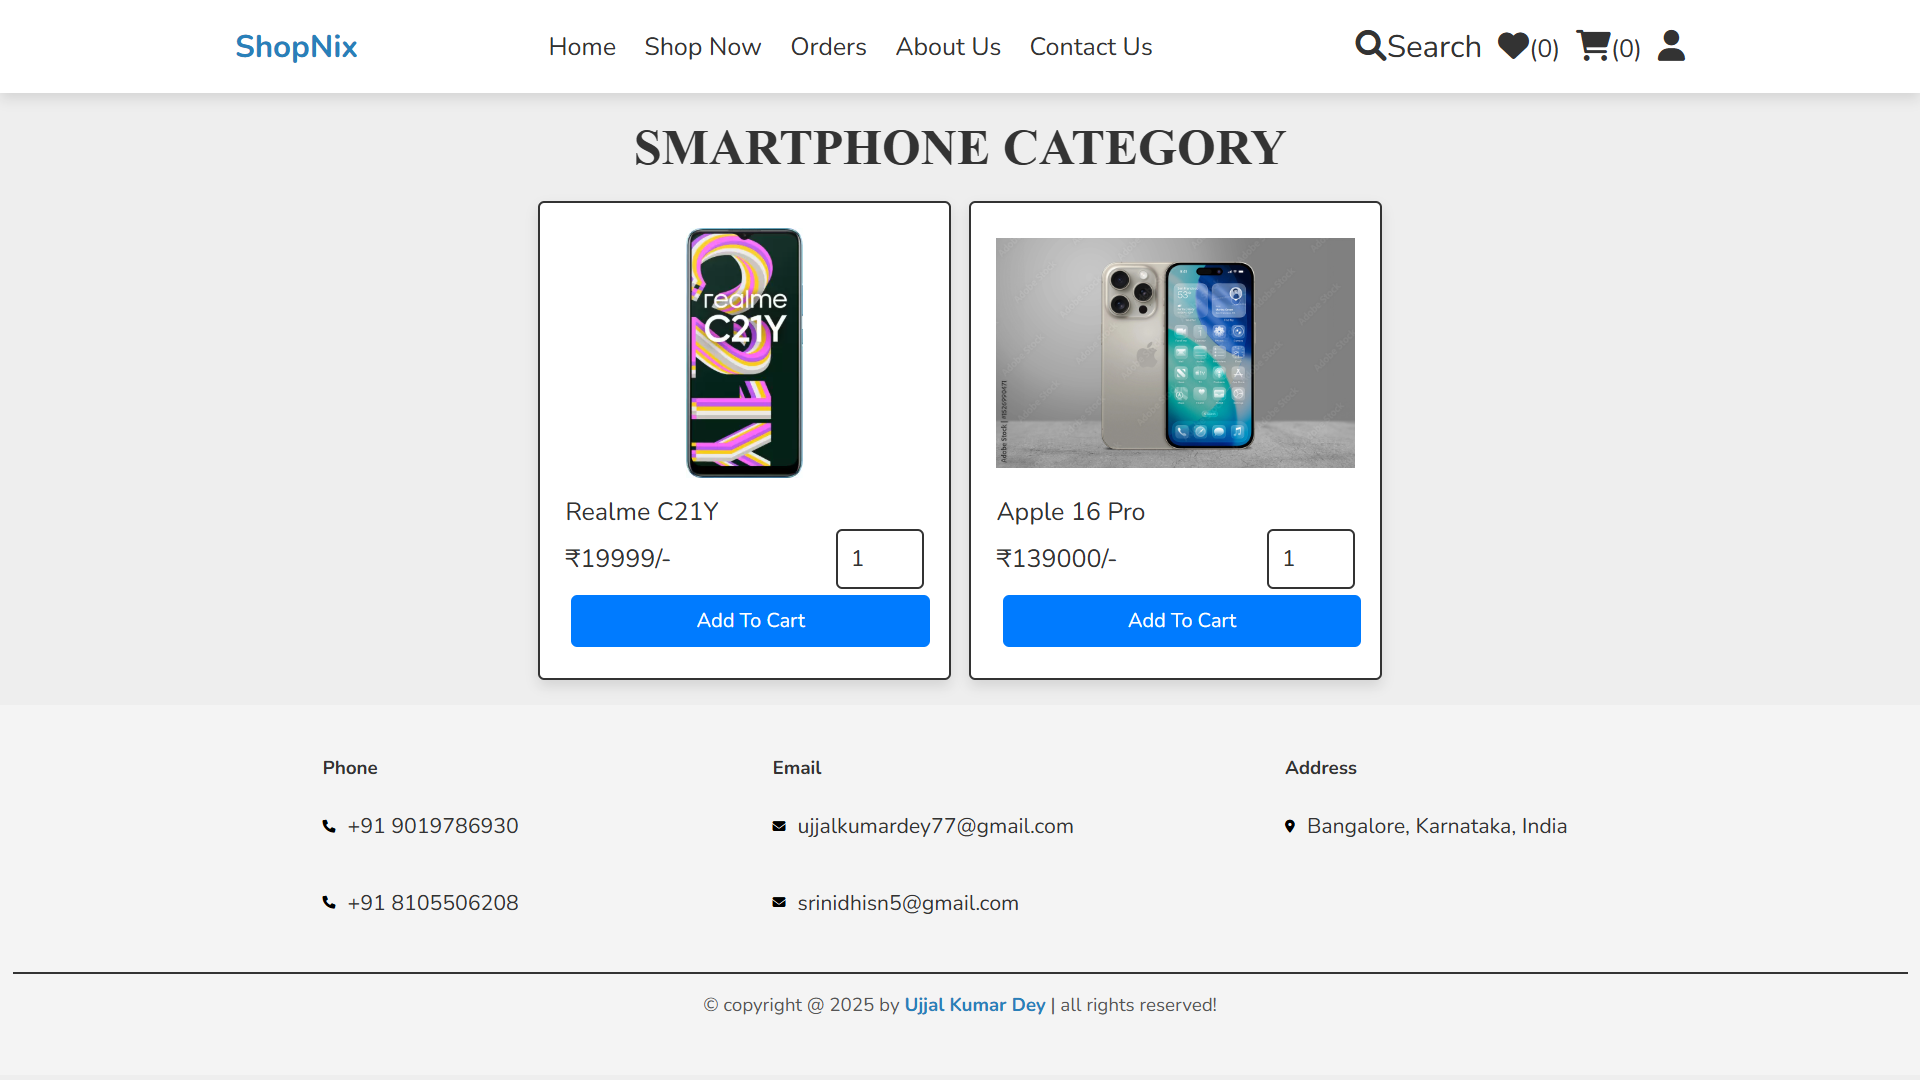 ShopNix Home Shop Now Orders About Us Contact Us Search (0) (0)
SMARTPHONE CATEGORY
realme
C21Y
Adobe Stock
Realme C21Y
₹19999/- 1
Add To Cart
Apple 16 Pro
₹139000/- 1
Add To Cart
Phone
+91 9019786930
+91 8105506208
Email
ujjalkumardey77@gmail.com
srinidhisn5@gmail.com
Address
Bangalore, Karnataka, India
© copyright @ 2025 by Ujjal Kumar Dey | all rights reserved!